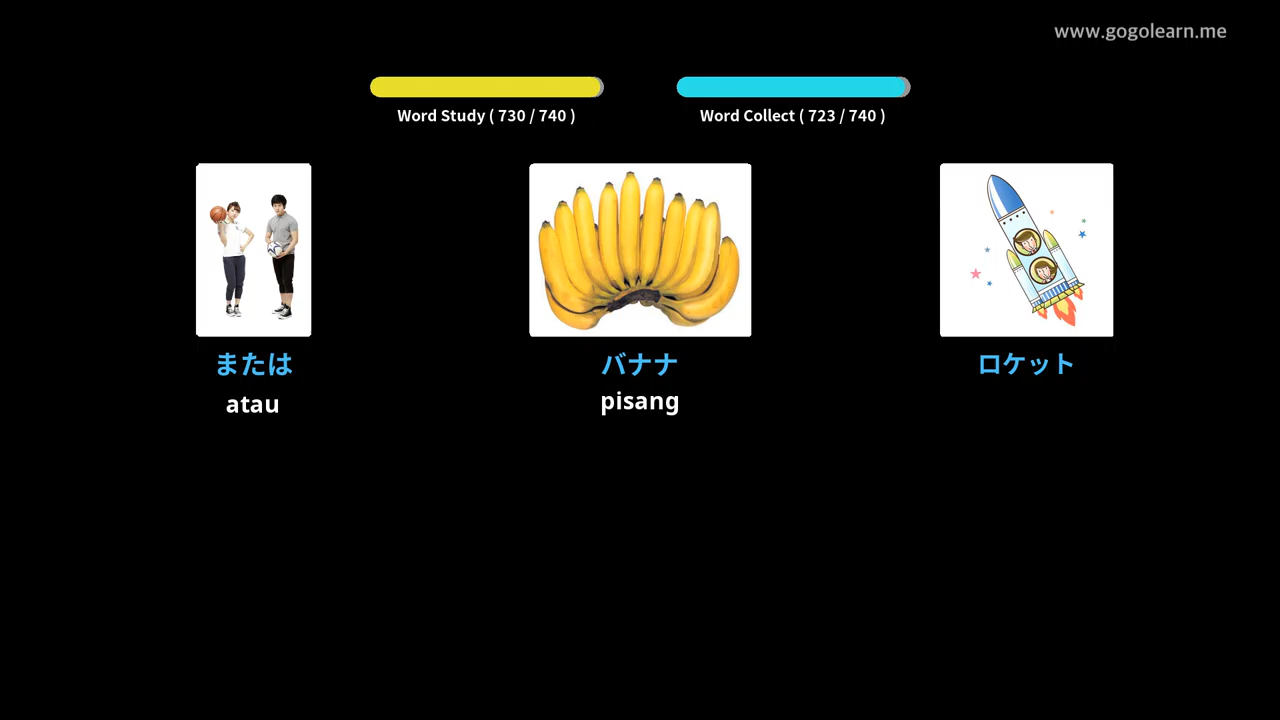 www.gogolearn.me
Word Study ( 730 / 740 )
Word Collect ( 723 / 740 )
または
バナナ
ロケット
atau
pisang